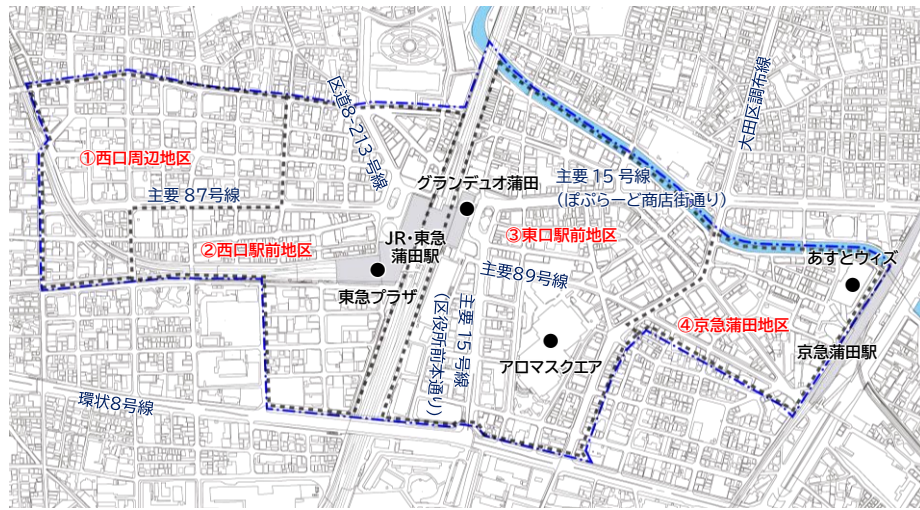 大田区調布線
区道8-213号線
①西口周辺地区
主要 87号線
グランデュオ蒲田
主要 15 号線
(ぽぷらーど商店街通り)
②西口駅前地区
JR・東急
蒲田駅
③東口駅前地区
主要89号線
あすとウィズ
東急プラザ
主要 15 号線
(区役所前本通り)
④京急蒲田地区
京急蒲田駅
アロマスクエア
環状8号線